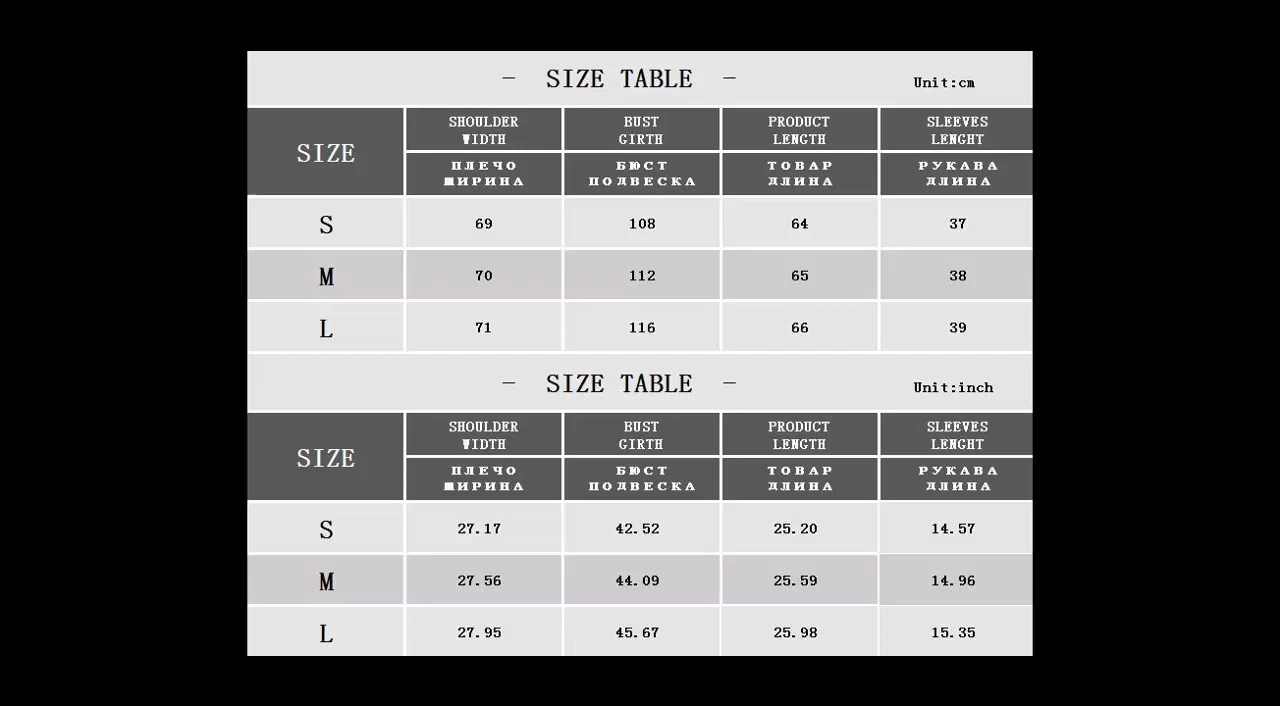 - SIZE TABLE - Unit:cm
SIZE
SHOULDER WIDTH BUST GIRTH PRODUCT LENGTH SLEEVES LENGHT
ПЛЕЧО ШИРИНА БЮСТ ПОДВЕСКА ТОВАР ДЛИНА РУКАВА ДЛИНА
S 69 108 64 37
M 70 112 65 38
L 71 116 66 39
- SIZE TABLE - Unit:inch
SIZE
SHOULDER WIDTH BUST GIRTH PRODUCT LENGTH SLEEVES LENGHT
ПЛЕЧО ШИРИНА БЮСТ ПОДВЕСКА ТОВАР ДЛИНА РУКАВА ДЛИНА
S 27.17 42.52 25.20 14.57
M 27.56 44.09 25.59 14.96
L 27.95 45.67 25.98 15.35